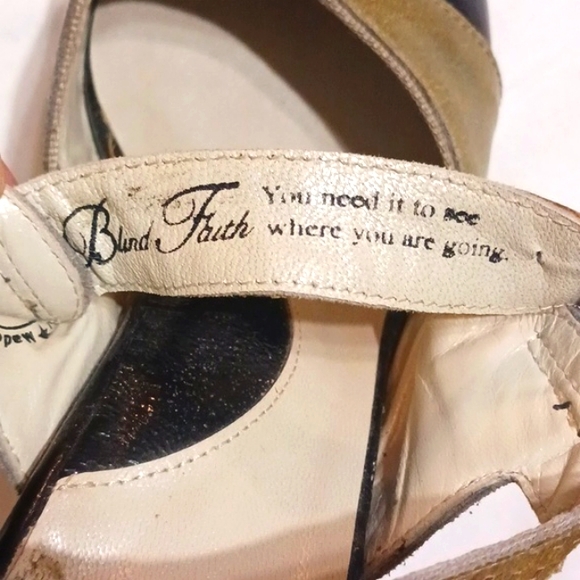 Blind Faith
You need it to see
where you are going.